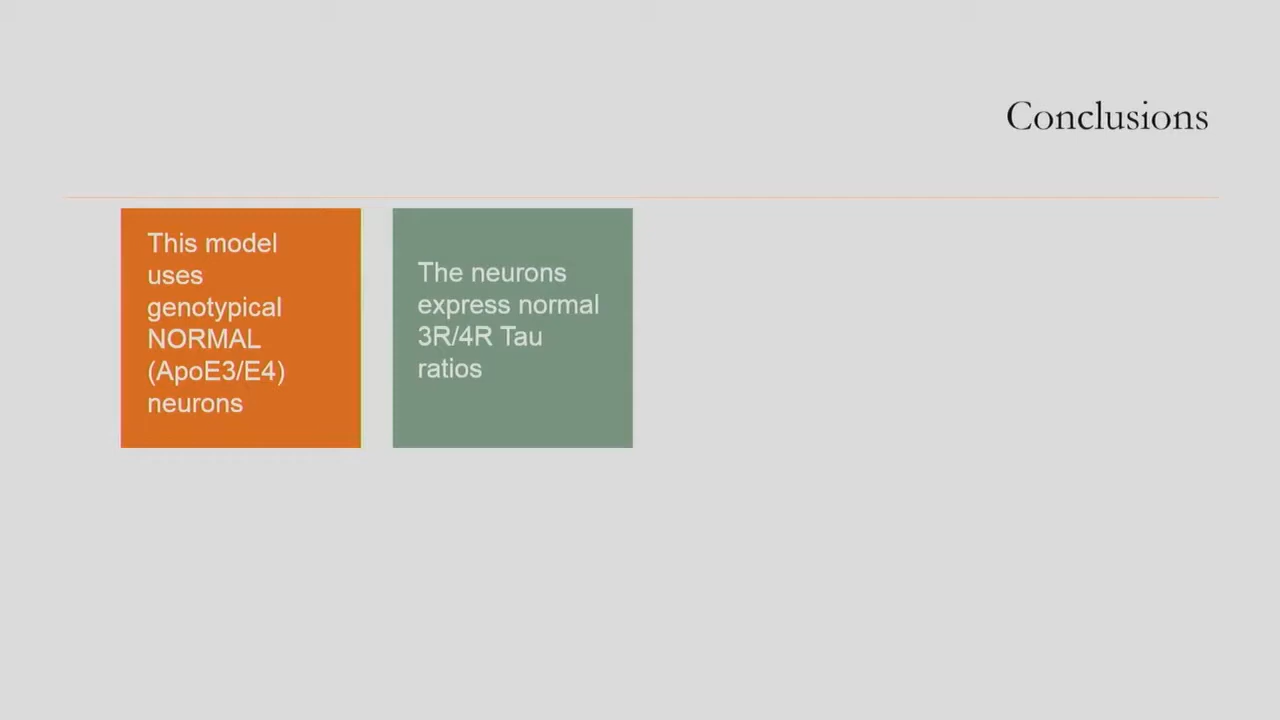 Conclusions
This model
uses
genotypical
NORMAL
(ApoE3/E4)
neurons
The neurons
express normal
3R/4R Tau
ratios